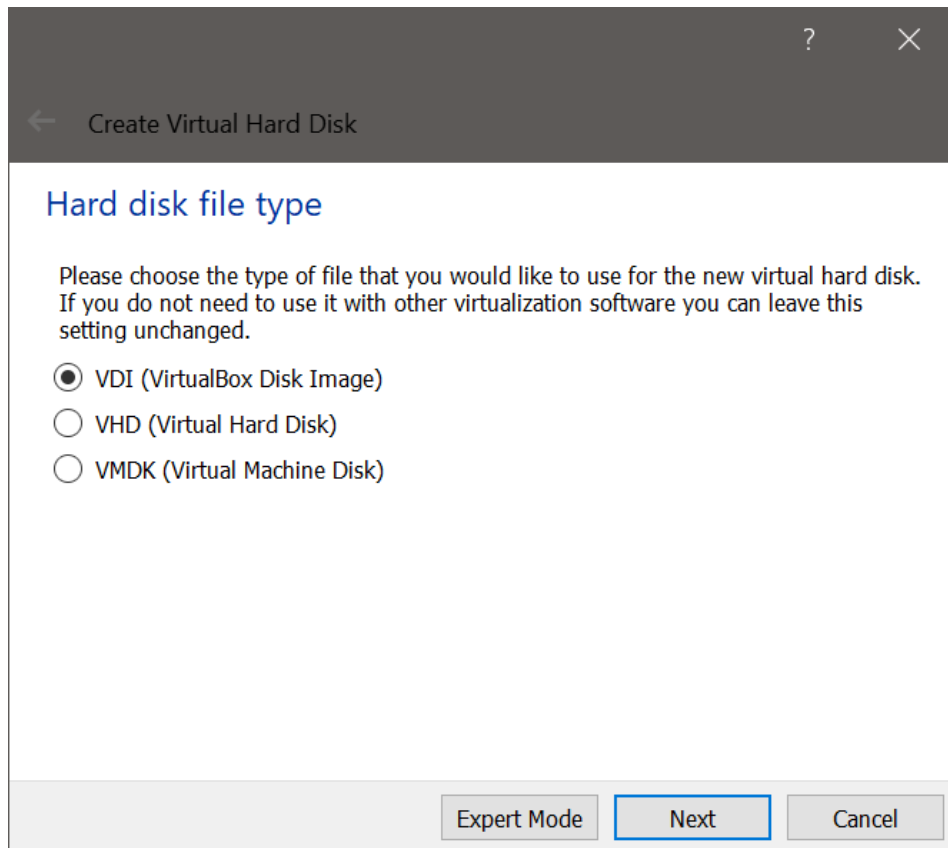 ?
Create Virtual Hard Disk
Hard disk file type
Please choose the type of file that you would like to use for the new virtual hard disk.
If you do not need to use it with other virtualization software you can leave this
setting unchanged.
VDI (VirtualBox Disk Image)
VHD (Virtual Hard Disk)
VMDK (Virtual Machine Disk)
Expert Mode Next Cancel